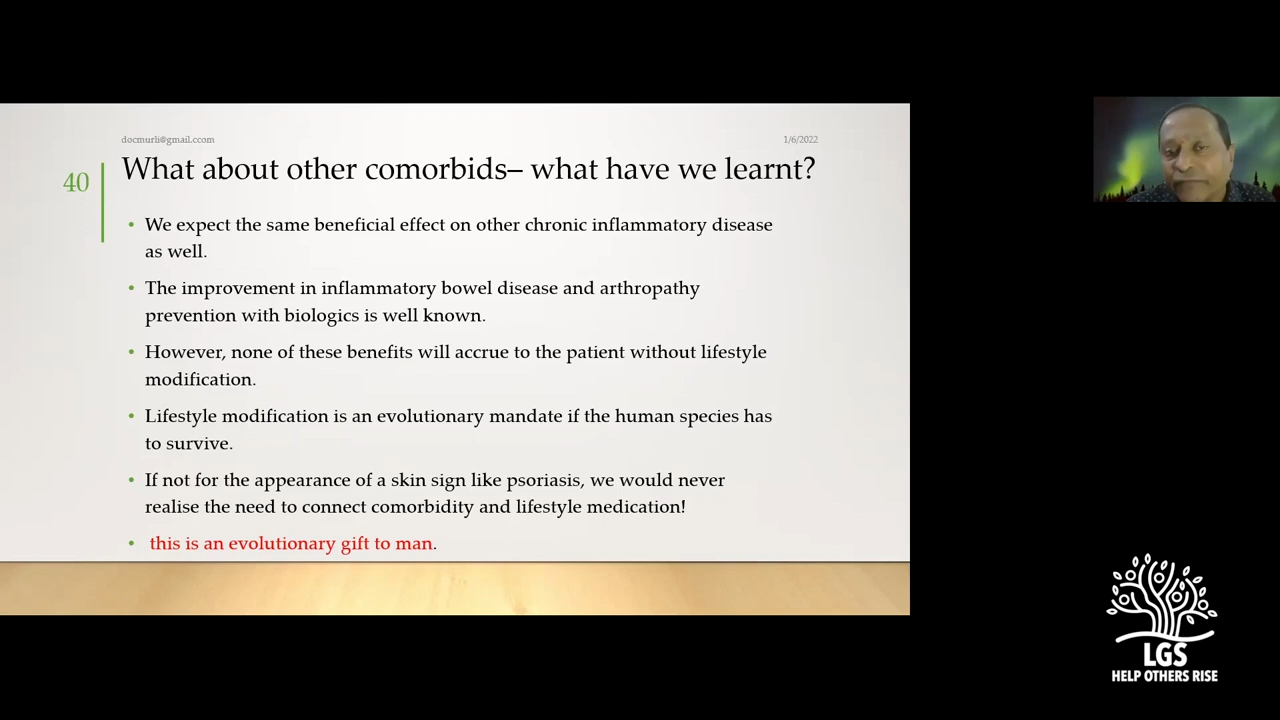 docmurli@gmail.ccom
1/6/2022
40
What about other comorbids– what have we learnt?
• We expect the same beneficial effect on other chronic inflammatory disease
as well.
• The improvement in inflammatory bowel disease and arthropathy
prevention with biologics is well known.
• However, none of these benefits will accrue to the patient without lifestyle
modification.
• Lifestyle modification is an evolutionary mandate if the human species has
to survive.
• If not for the appearance of a skin sign like psoriasis, we would never
realise the need to connect comorbidity and lifestyle medication!
• this is an evolutionary gift to man.
LGS
HELP OTHERS RISE